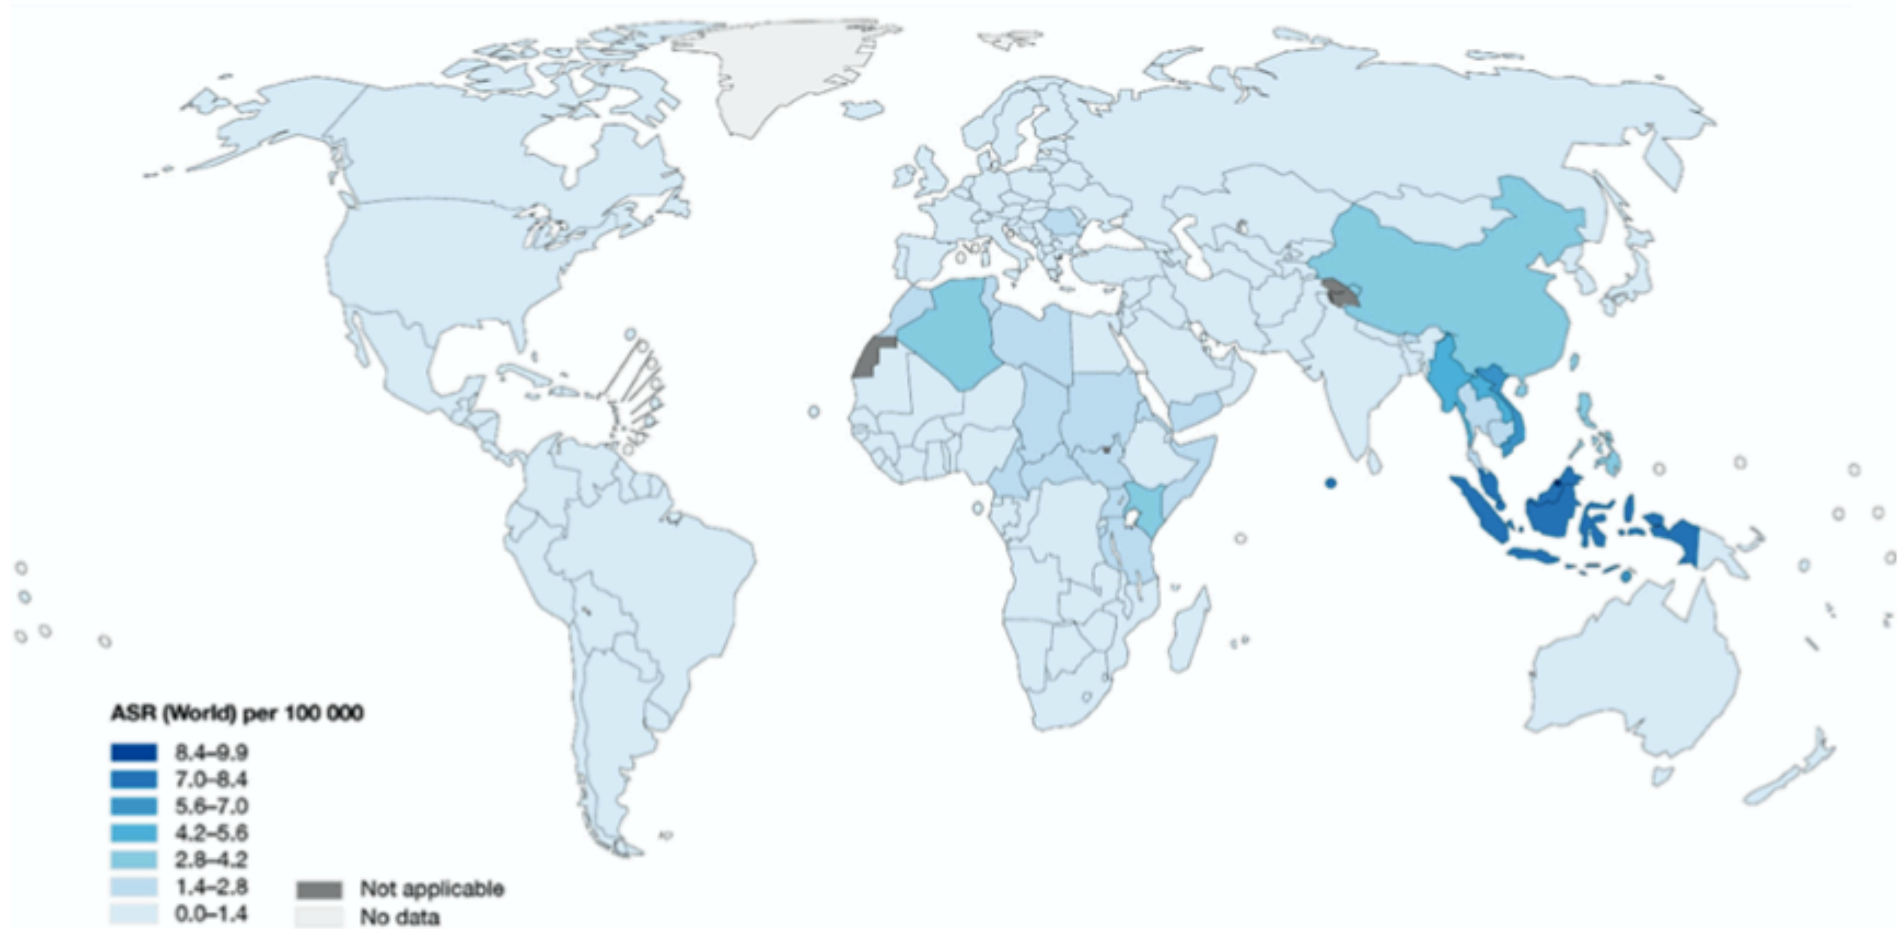 ASR (World) per 100 000
8.4–9.9
7.0–8.4
5.6–7.0
4.2–5.6
2.8–4.2
1.4–2.8
0.0–1.4
Not applicable
No data